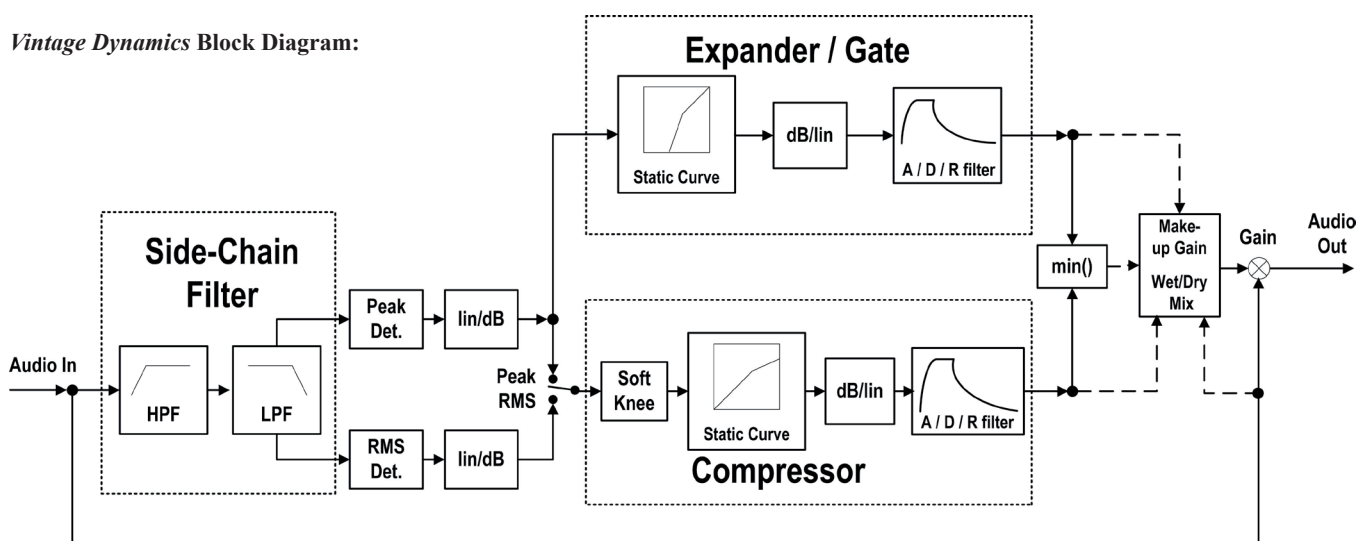 Vintage Dynamics Block Diagram:
Expander / Gate
Static Curve
dB/lin
A / D / R filter
Side-Chain
Filter
Audio In
HPF
LPF
Peak
Det.
lin/dB
RMS
Det.
lin/dB
Peak
RMS
Soft
Knee
Static Curve
dB/lin
A / D / R filter
Compressor
min()
Make-
up Gain
Wet/Dry
Mix
Gain
Audio
Out